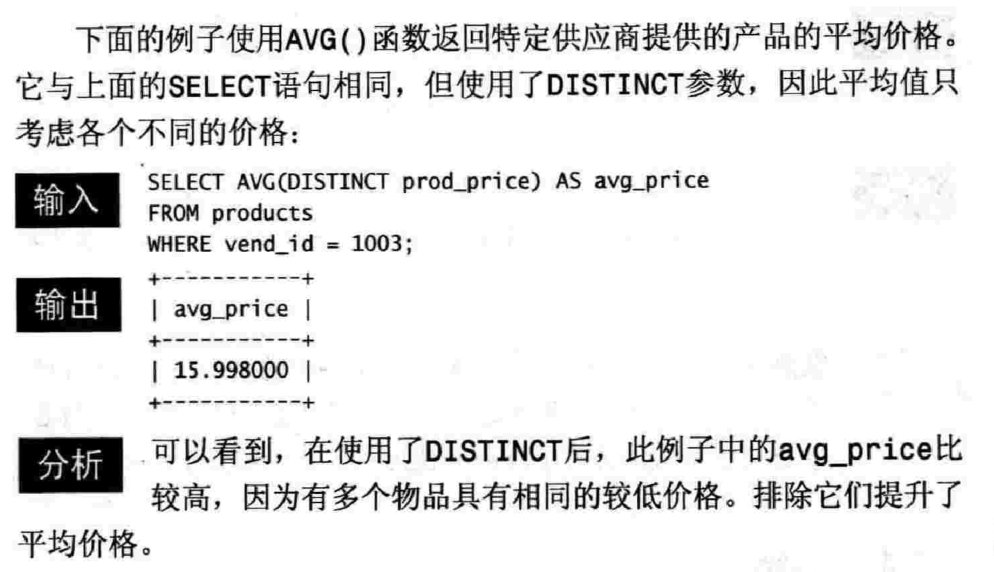 下面的例子使用AVG()函数返回特定供应商提供的产品的平均价格。
它与上面的SELECT语句相同，但使用了DISTINCT参数，因此平均值只
考虑各个不同的价格：
输入
SELECT AVG(DISTINCT prod_price) AS avg_price
FROM products
WHERE vend_id = 1003;
输出
+-----------+
| avg_price |
+-----------+
| 15.998000 |
+-----------+
分析
可以看到，在使用了DISTINCT后，此例子中的avg_price比
较高，因为有多个物品具有相同的较低价格。排除它们提升了
平均价格。